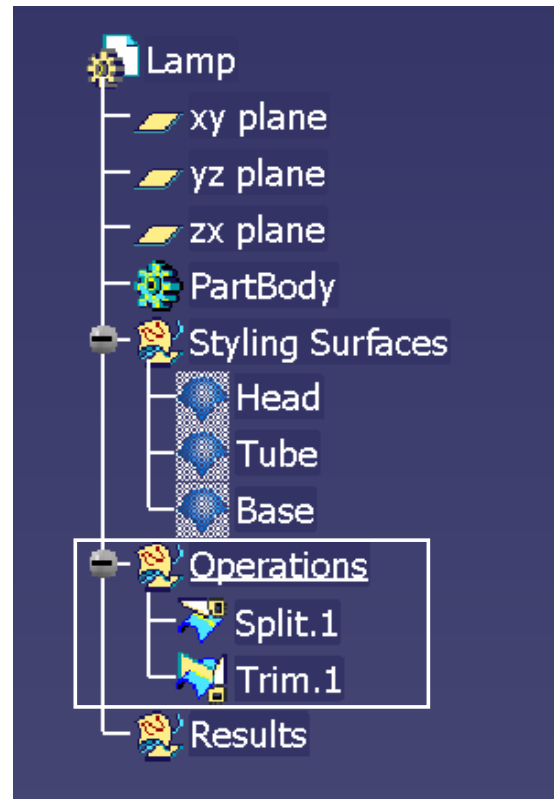 Lamp
xy plane
yz plane
zx plane
PartBody
Styling Surfaces
Head
Tube
Base
Operations
Split.1
Trim.1
Results